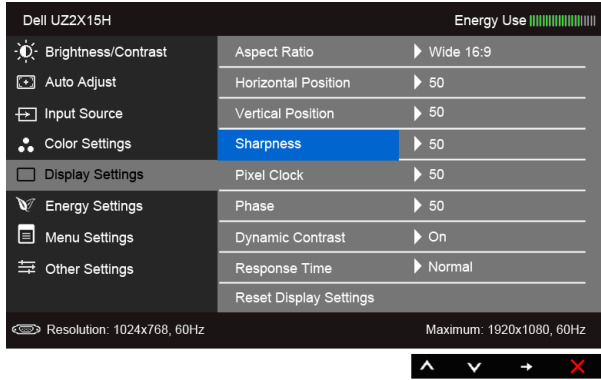 Dell UZ2X15H Energy Use
Brightness/Contrast Aspect Ratio Wide 16:9
Auto Adjust Horizontal Position 50
Input Source Vertical Position 50
Color Settings Sharpness 50
Display Settings Pixel Clock 50
Energy Settings Phase 50
Menu Settings Dynamic Contrast On
Other Settings Response Time Normal
Reset Display Settings
Resolution: 1024x768, 60Hz Maximum: 1920x1080, 60Hz